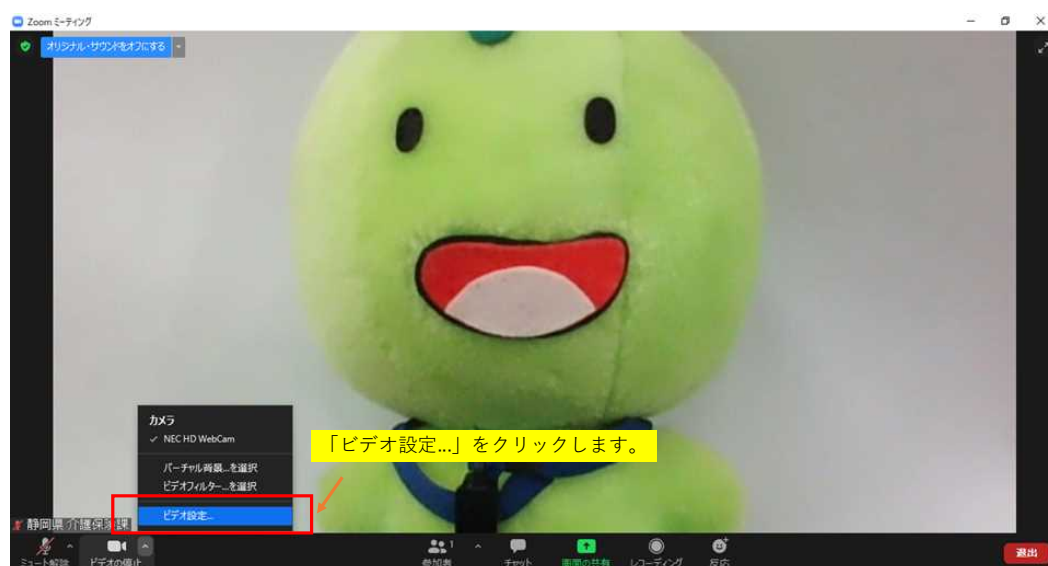 Zoom ミーティング
オリジナル・サウンドをオフにする
カメラ
✓ NEC HD WebCam
バーチャル背景...を選択
ビデオフィルター...を選択
ビデオ設定...
「ビデオ設定...」をクリックします。
静岡県 介護保険課
ミュート解除
ビデオの停止
参加者
1
チャット
画面の共有
レコーディング
反応
退出